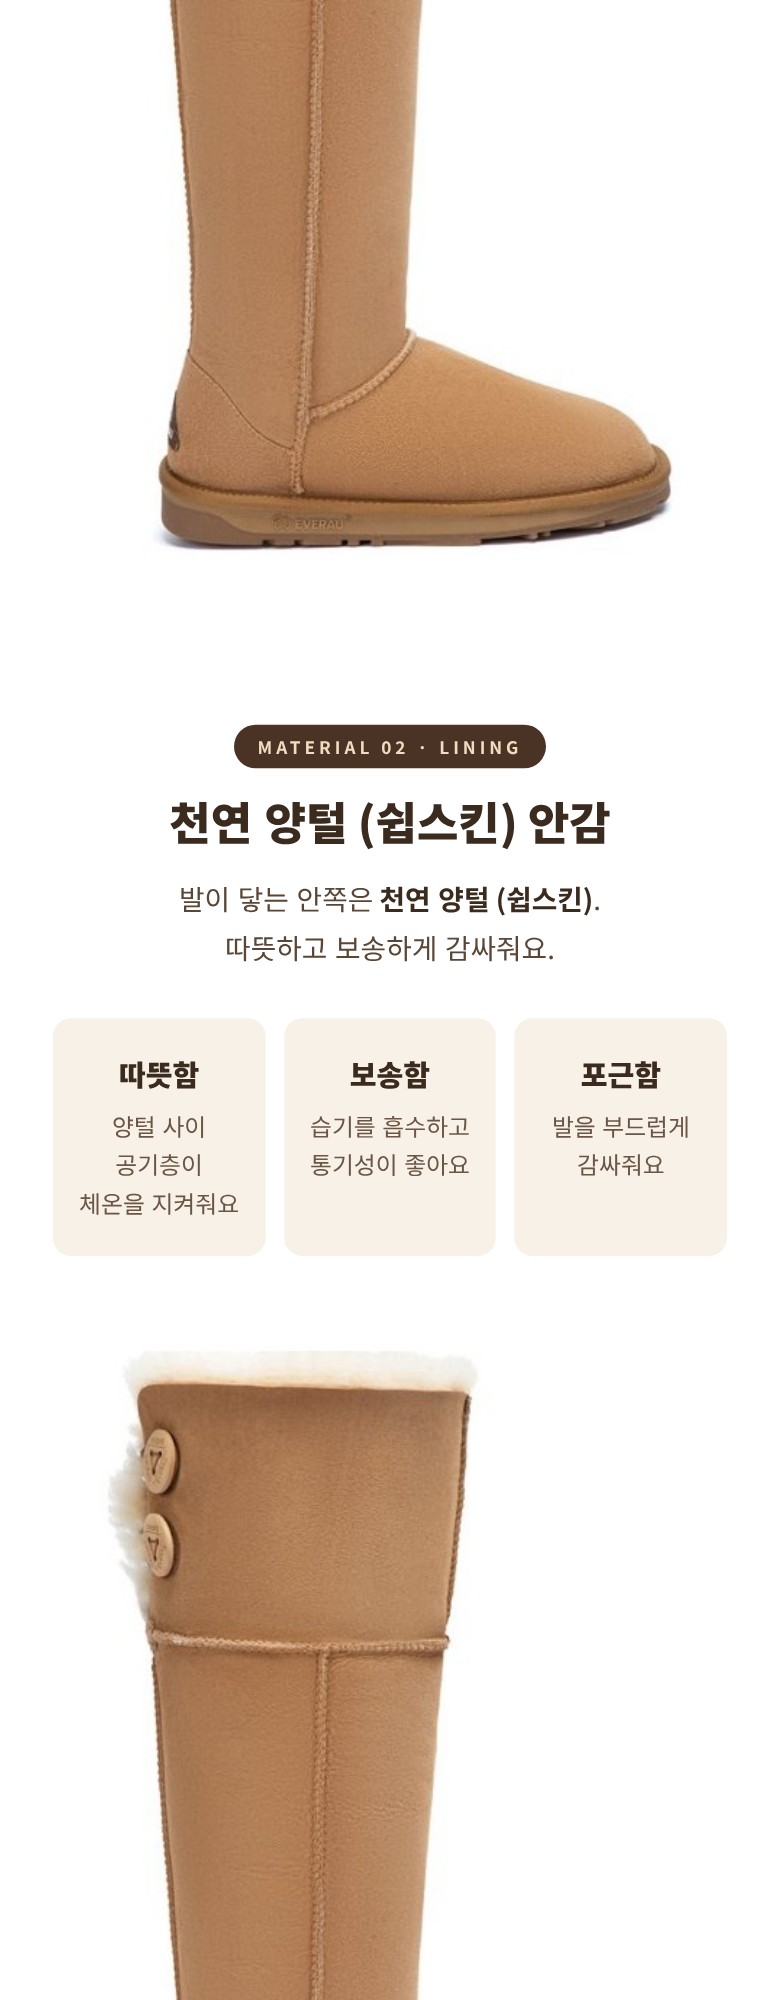 EVERAU
MATERIAL 02 · LINING
천연 양털 (쉽스킨) 안감
발이 닿는 안쪽은 천연 양털 (쉽스킨).
따뜻하고 보송하게 감싸줘요.
따뜻함
양털 사이
공기층이
체온을 지켜줘요
보송함
습기를 흡수하고
통기성이 좋아요
포근함
발을 부드럽게
감싸줘요